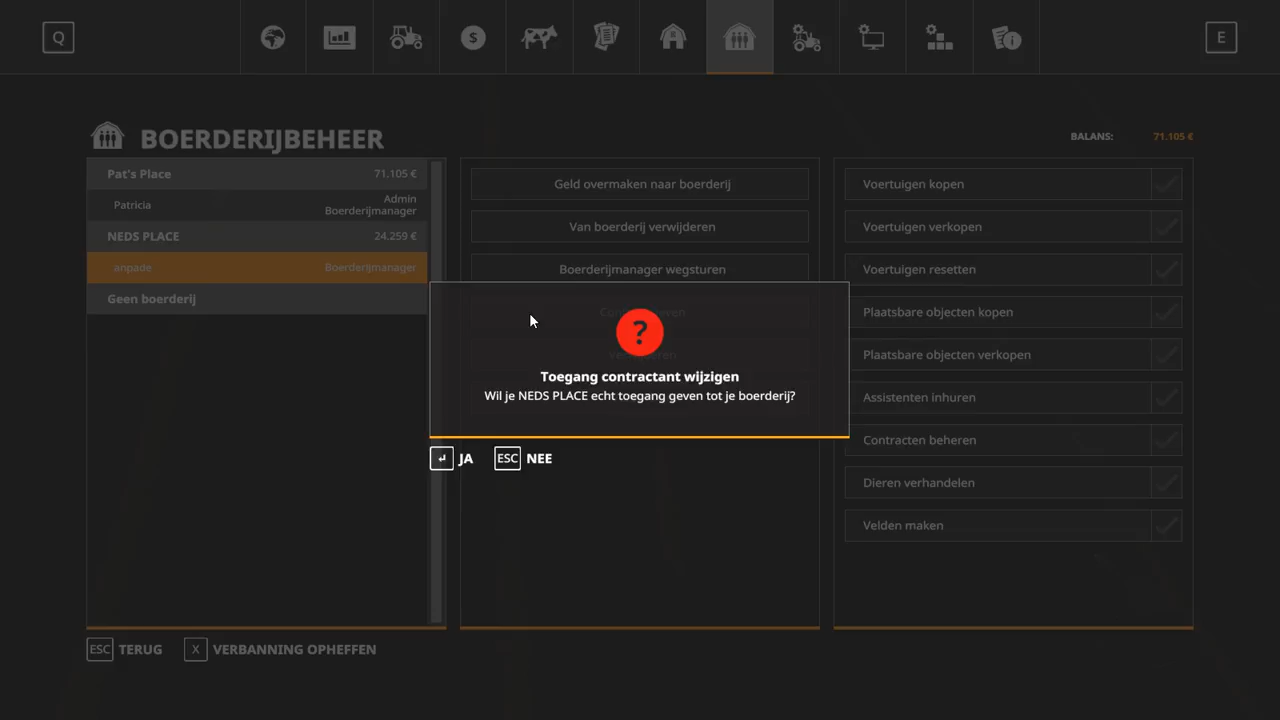 Q
E
BOERDERIJBEHEER
BALANS: 71.105 €
Pat's Place 71.105 €
Patricia Admin
Boerderijmanager
NEDS PLACE 24.259 €
anpade Boerderijmanager
Geen boerderij
Geld overmaken naar boerderij
Van boerderij verwijderen
Boerderijmanager wegsturen
Voertuigen kopen
Voertuigen verkopen
Voertuigen resetten
Plaatsbare objecten kopen
Plaatsbare objecten verkopen
Assistenten inhuren
Contracten beheren
Dieren verhandelen
Velden maken
?
Toegang contractant wijzigen
Wil je NEDS PLACE echt toegang geven tot je boerderij?
JA ESC NEE
ESC TERUG X VERBANNING OPHEFFEN